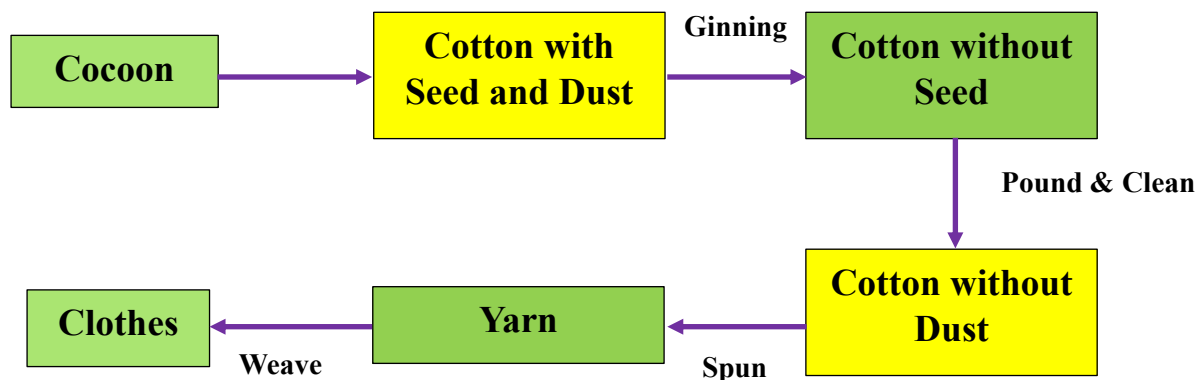 Cocoon
Cotton with
Seed and Dust
Ginning
Cotton without
Seed
Pound & Clean
Cotton without
Dust
Spun
Yarn
Weave
Clothes